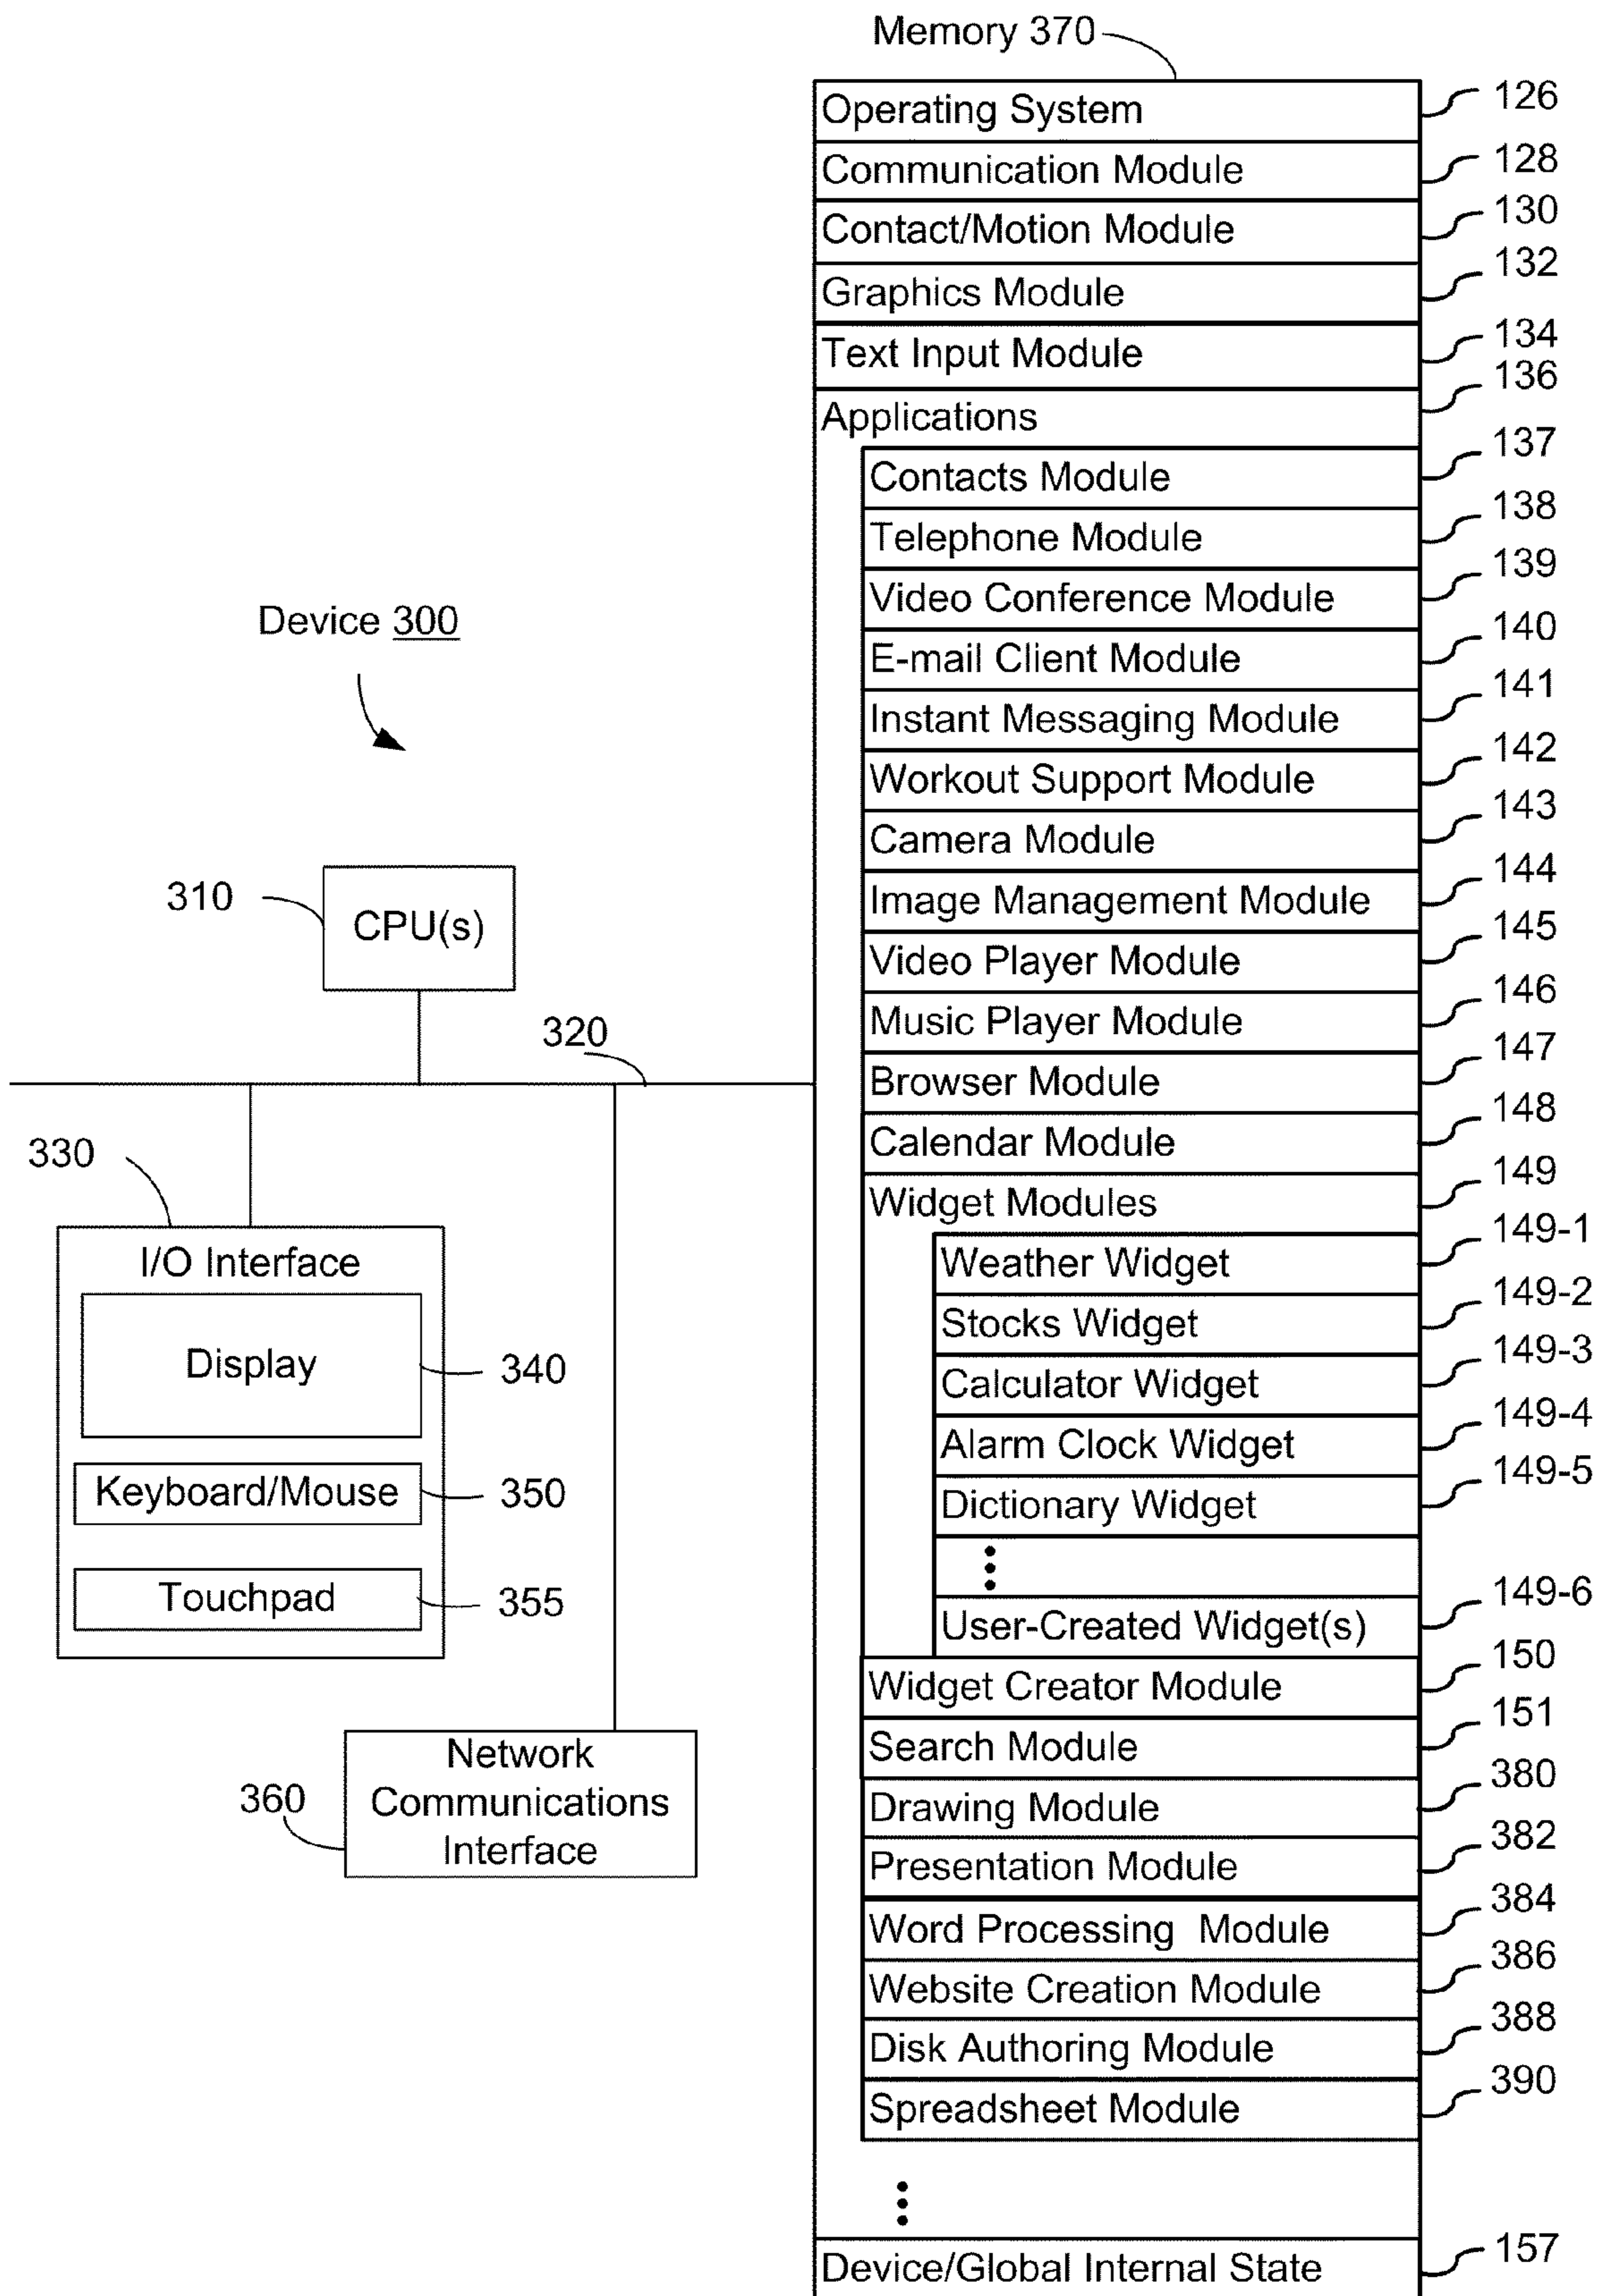 Memory 370
Operating System 126
Communication Module 128
Contact/Motion Module 130
Graphics Module 132
Text Input Module 134
Applications 136
Contacts Module 137
Telephone Module 138
Video Conference Module 139
E-mail Client Module 140
Instant Messaging Module 141
Workout Support Module 142
Camera Module 143
Image Management Module 144
Video Player Module 145
Music Player Module 146
Browser Module 147
Calendar Module 148
Widget Modules 149
Weather Widget 149-1
Stocks Widget 149-2
Calculator Widget 149-3
Alarm Clock Widget 149-4
Dictionary Widget 149-5
User-Created Widget(s) 149-6
Widget Creator Module 150
Search Module 151
Drawing Module 380
Presentation Module 382
Word Processing Module 384
Website Creation Module 386
Disk Authoring Module 388
Spreadsheet Module 390
Device/Global Internal State 157
Device 300
310 CPU(s)
320
330
I/O Interface
Display 340
Keyboard/Mouse 350
Touchpad 355
360
Network
Communications
Interface